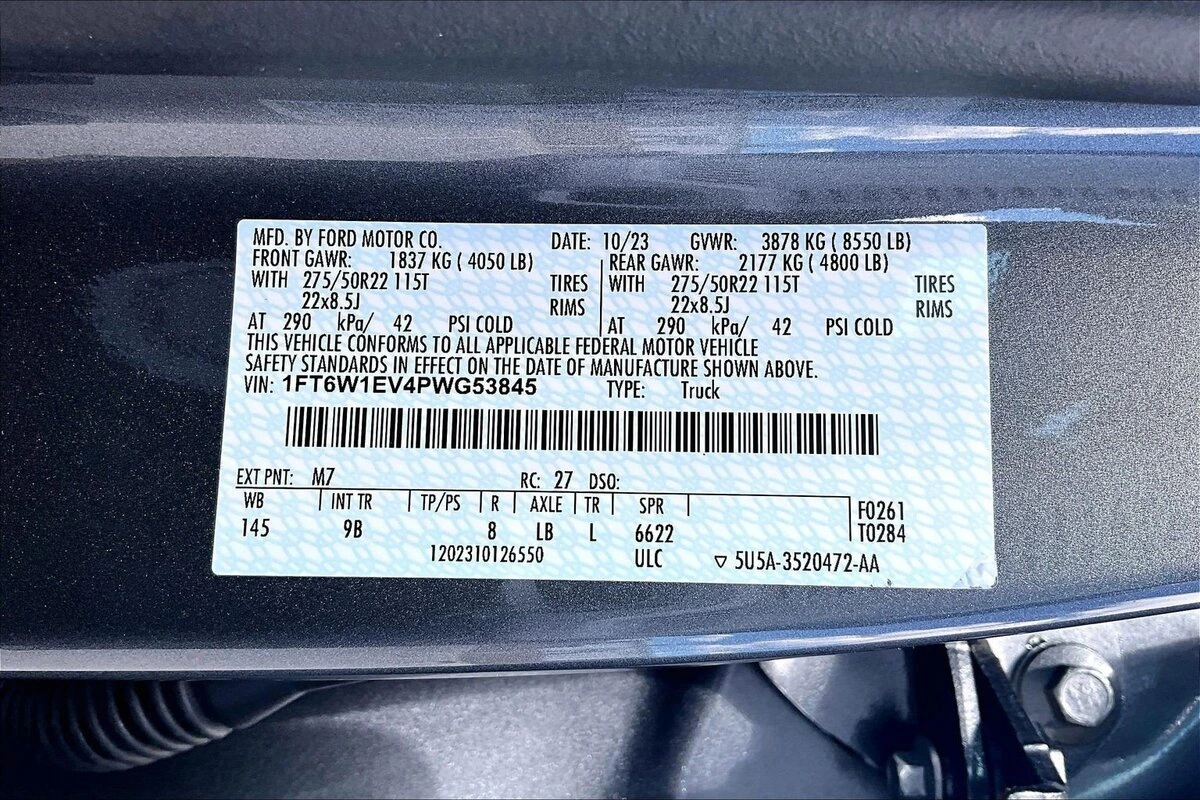 MFD. BY FORD MOTOR CO. DATE: 10/23 GVWR: 3878 KG ( 8550 LB)
FRONT GAWR: 1837 KG ( 4050 LB) REAR GAWR: 2177 KG ( 4800 LB)
WITH 275/50R22 115T TIRES WITH 275/50R22 115T TIRES
22x8.5J RIMS 22x8.5J RIMS
AT 290 kPa/ 42 PSI COLD AT 290 kPa/ 42 PSI COLD
THIS VEHICLE CONFORMS TO ALL APPLICABLE FEDERAL MOTOR VEHICLE
SAFETY STANDARDS IN EFFECT ON THE DATE OF MANUFACTURE SHOWN ABOVE.
VIN: 1FT6W1EV4PWG53845 TYPE: Truck
EXT PNT: M7 RC: 27 DSO:
WB INT TR TP/PS R AXLE TR SPR F0261
145 9B 8 LB L 6622 T0284
1202310126550 ULC ▽ 5U5A-3520472-AA